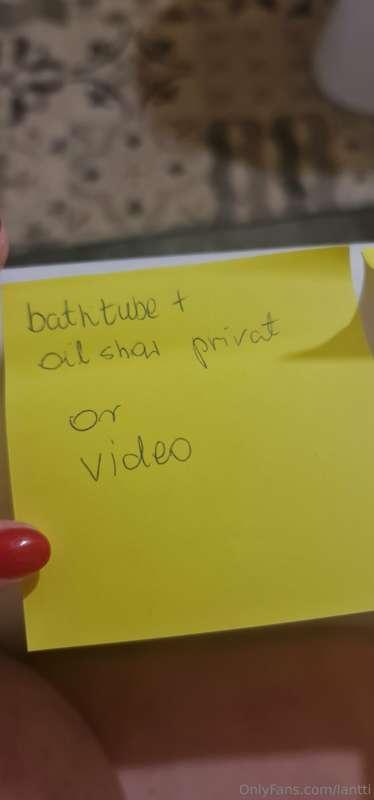 bathtube +
oil show privat
or
video
OnlyFans.com/lantti